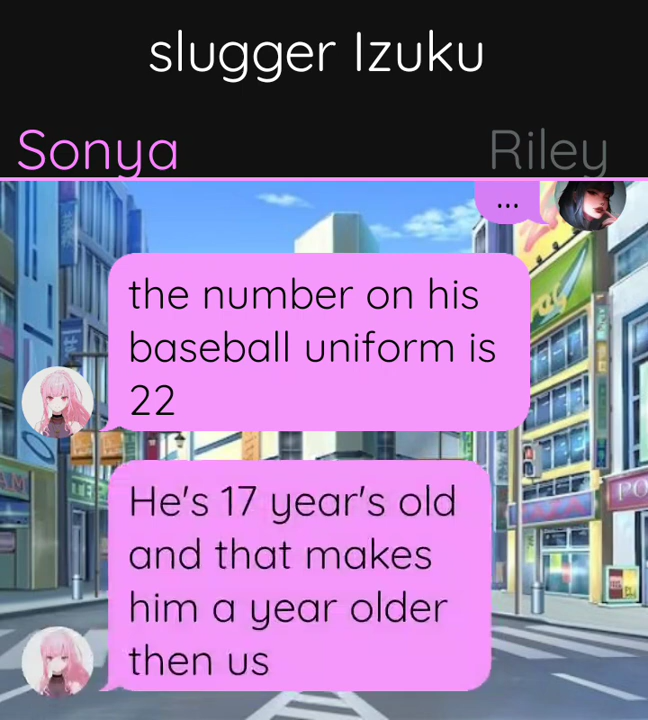 slugger Izuku
Sonya
Riley
...
the number on his
baseball uniform is
22
He's 17 year's old
and that makes
him a year older
then us